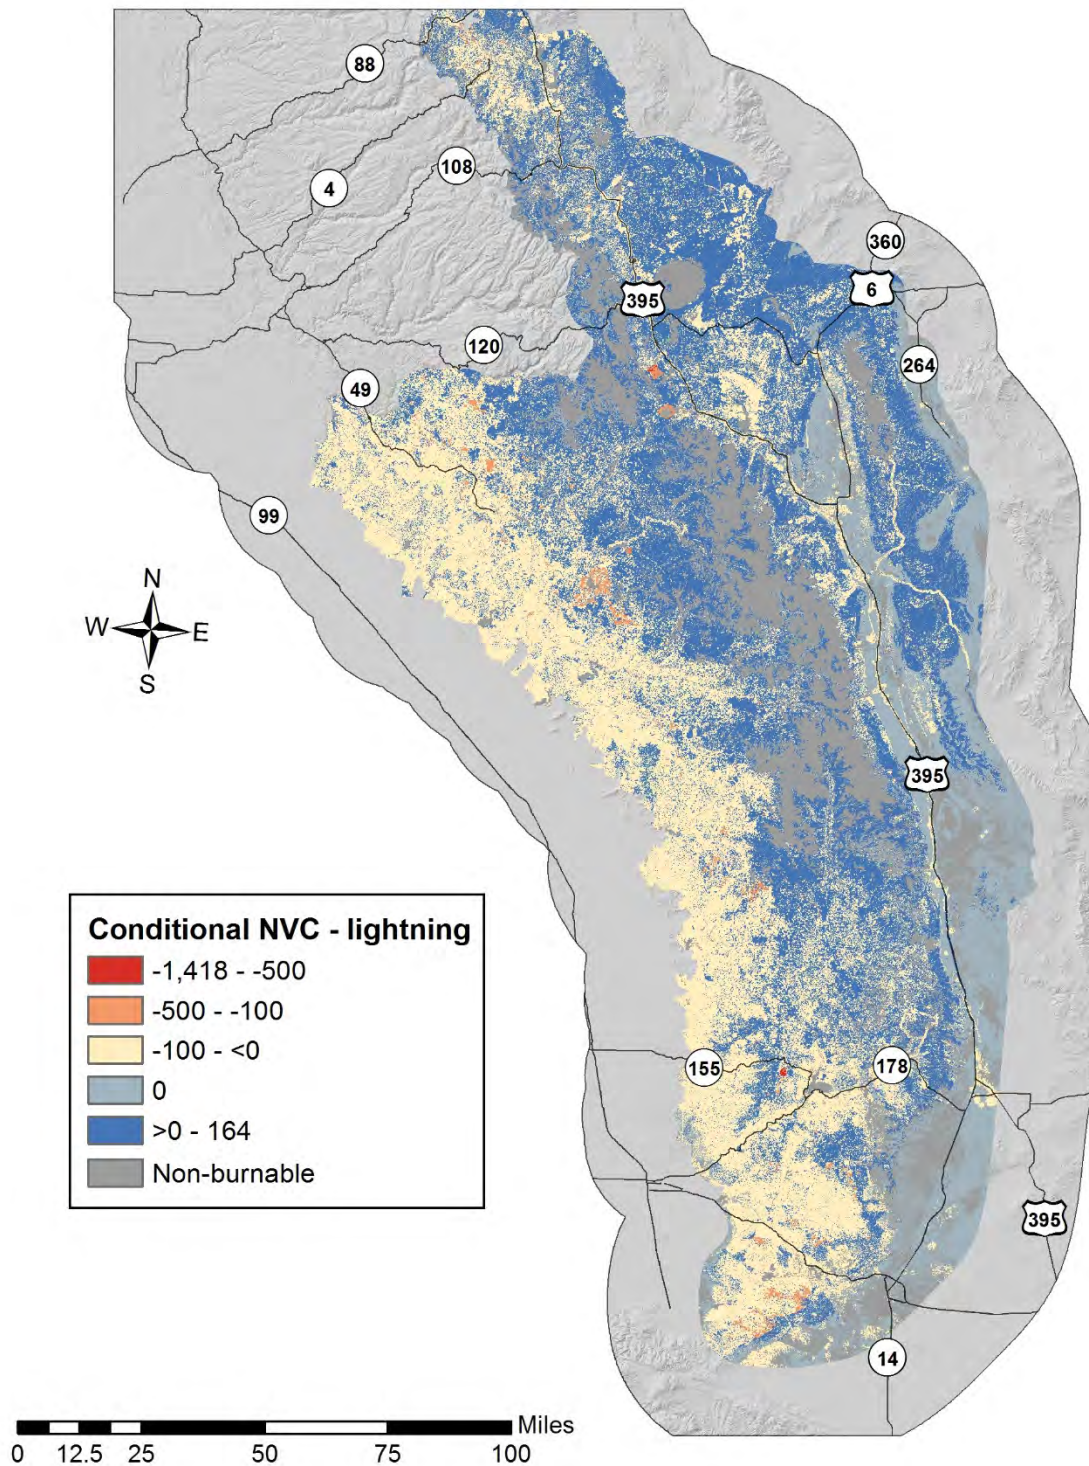 88
4
108
360
6
395
120
264
49
99
N
W E
S
395
Conditional NVC - lightning
-1,418 - -500
-500 - -100
-100 - <0
0
>0 - 164
Non-burnable
155
178
395
14
Miles
0 12.5 25 50 75 100